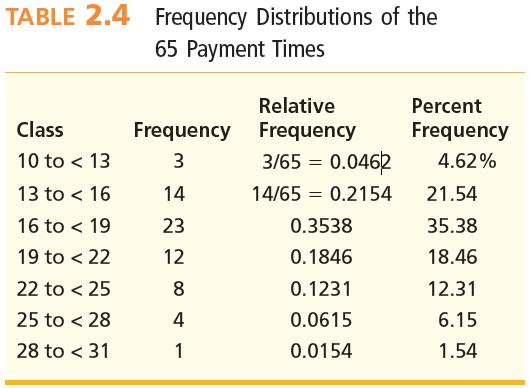 TABLE 2.4 Frequency Distributions of the
65 Payment Times
Relative Percent
Class Frequency Frequency Frequency
10 to < 13 3 3/65 = 0.0462 4.62%
13 to < 16 14 14/65 = 0.2154 21.54
16 to < 19 23 0.3538 35.38
19 to < 22 12 0.1846 18.46
22 to < 25 8 0.1231 12.31
25 to < 28 4 0.0615 6.15
28 to < 31 1 0.0154 1.54